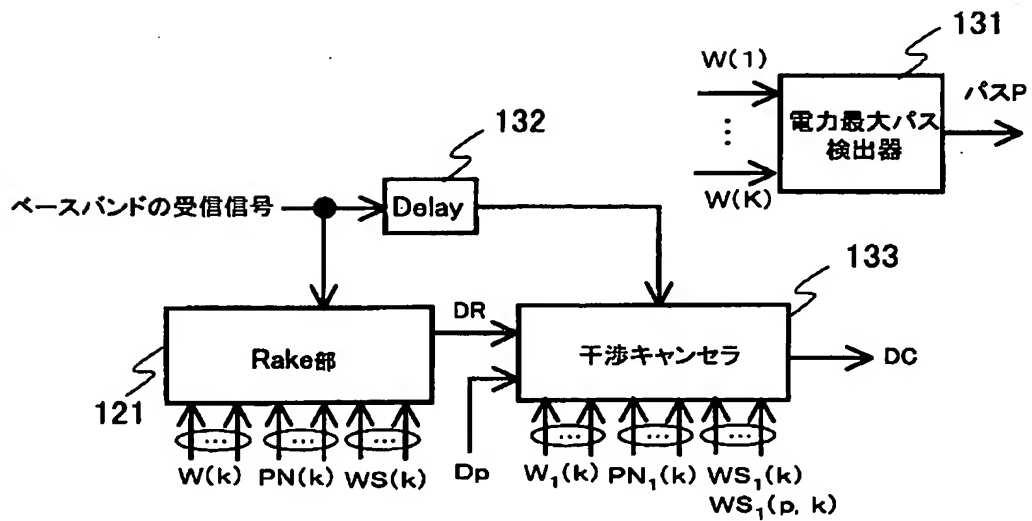 131
W(1)
パスP
電力最大パス
検出器
⋮
W(K)
132
ベースバンドの受信信号
Delay
133
DR
Rake部
干渉キャンセラ
DC
121
Dp
… … …
… … …
W(k) PN(k) WS(k)
W₁(k) PN₁(k) WS₁(k)
WS₁(p, k)